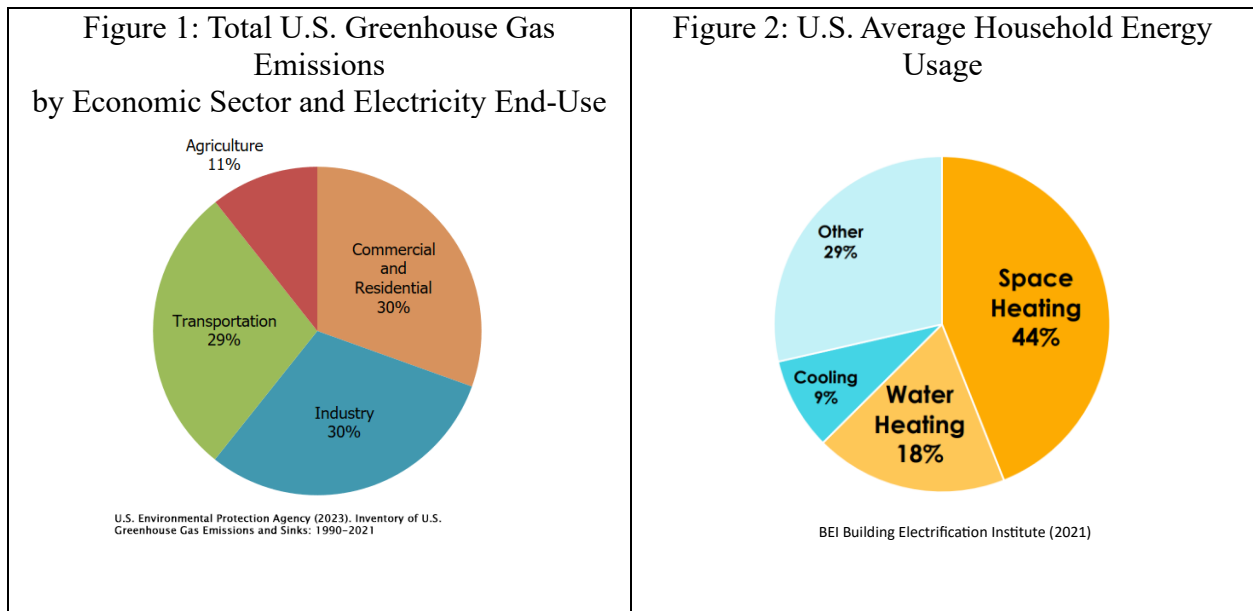 Figure 1: Total U.S. Greenhouse Gas
Emissions
by Economic Sector and Electricity End-Use
Agriculture
11%
Commercial
and
Residential
30%
Transportation
29%
Industry
30%
U.S. Environmental Protection Agency (2023). Inventory of U.S.
Greenhouse Gas Emissions and Sinks: 1990-2021
Figure 2: U.S. Average Household Energy
Usage
Other
29%
Space
Heating
44%
Cooling
9%
Water
Heating
18%
BEI Building Electrification Institute (2021)